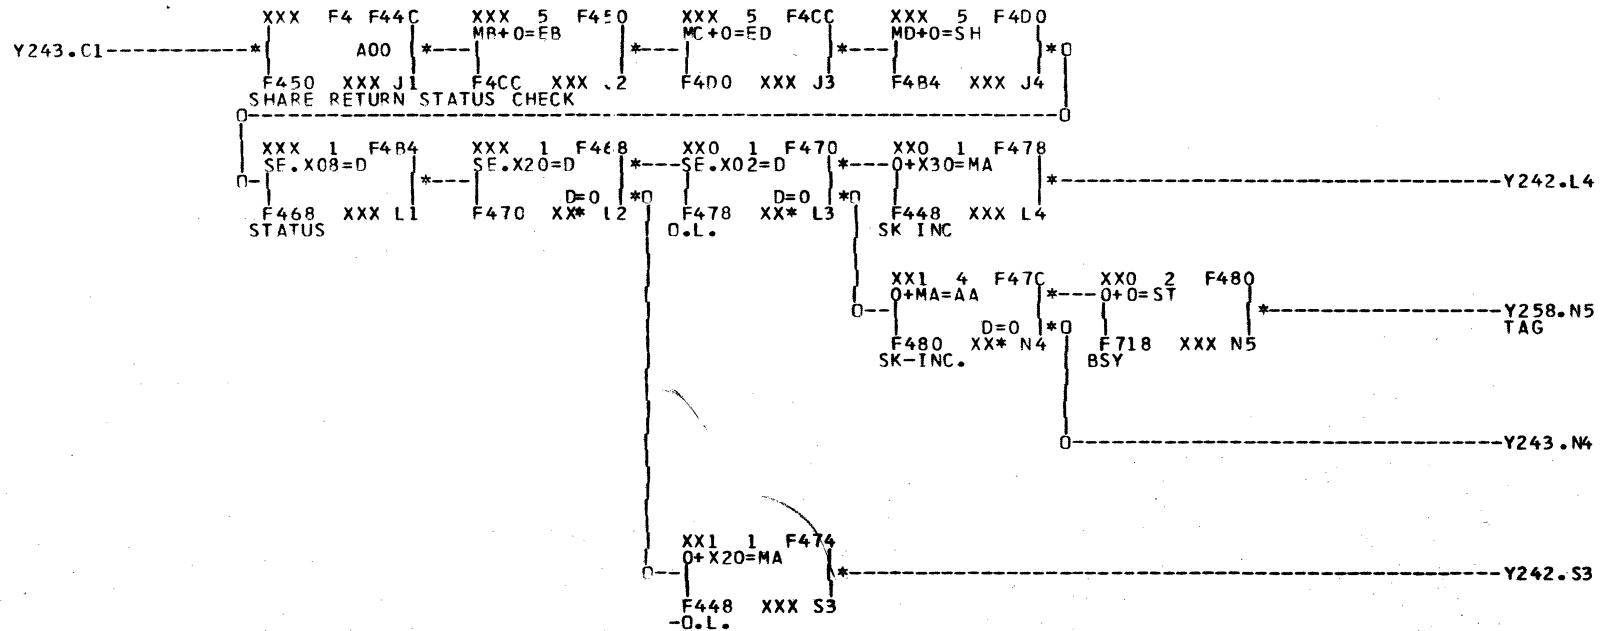 XXX F4 F44C XXX 5 F450 XXX 5 F4CC XXX 5 F4D0
MB+0=EB MC+0=ED MD+0=SH
Y243.C1 A00
F450 XXX J1 F4CC XXX J2 F4D0 XXX J3 F4B4 XXX J4
SHARE RETURN STATUS CHECK
XXX 1 F4B4 XXX 1 F468 XX0 1 F470 XX0 1 F478
SE.X08=D SE.X20=D SE.X02=D 0+X30=MA
Y242.L4
D=0 D=0
F468 XXX L1 F470 XX* L2 F478 XX* L3 F448 XXX L4
STATUS O.L. SK INC
XX1 4 F47C XX0 2 F480
0+MA=AA 0+0=ST
Y258.N5
D=0 TAG
F480 XX* N4 F718 XXX N5
SK-INC. BSY
Y243.N4
XX1 1 F474
0+X20=MA
Y242.S3
F448 XXX S3
-O.L.